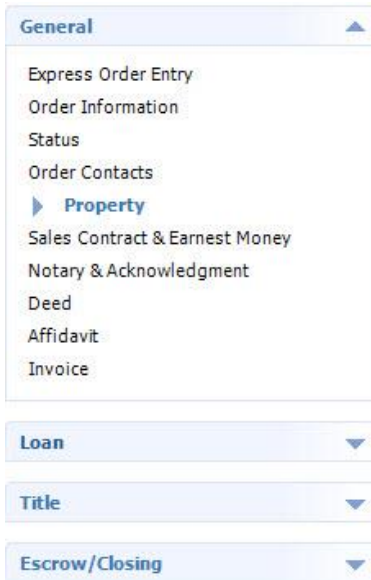 General
Express Order Entry
Order Information
Status
Order Contacts
Property
Sales Contract & Earnest Money
Notary & Acknowledgment
Deed
Affidavit
Invoice
Loan
Title
Escrow/Closing